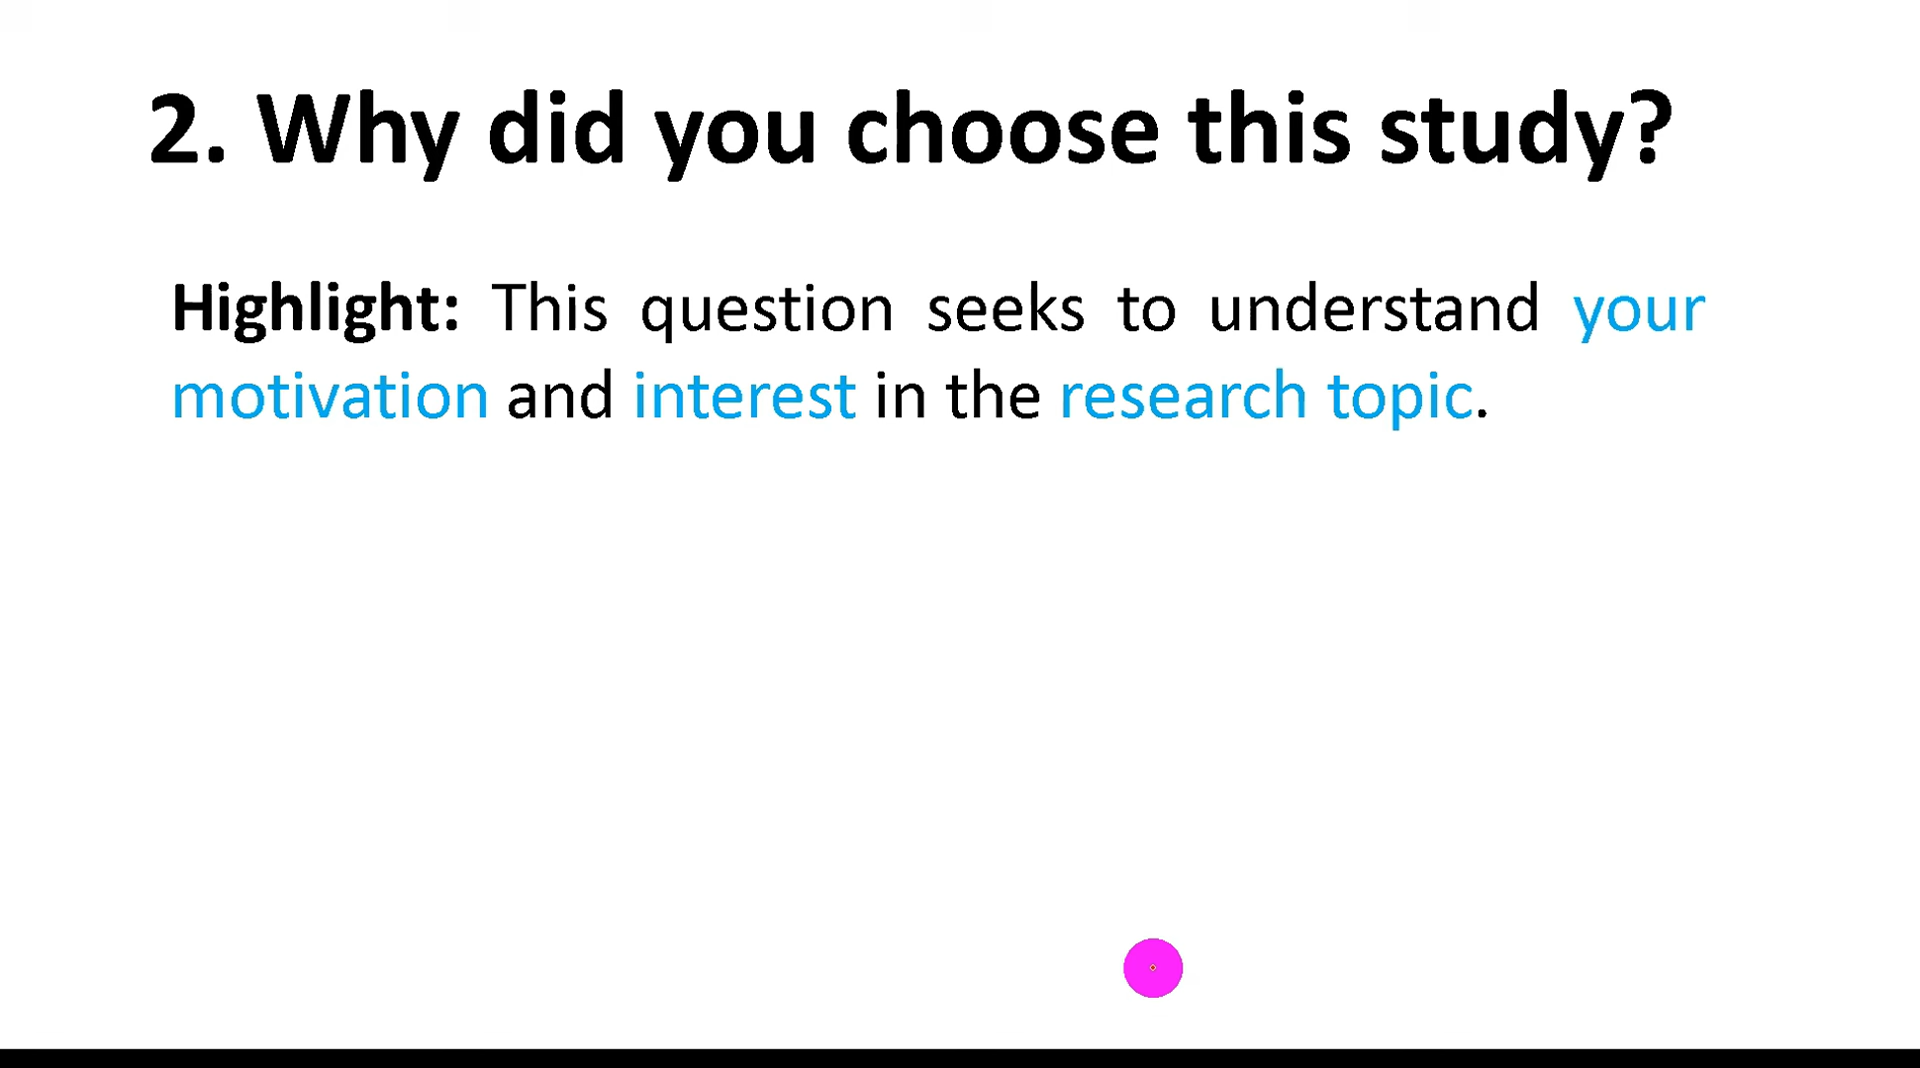 2. Why did you choose this study?
Highlight: This question seeks to understand your
motivation and interest in the research topic.